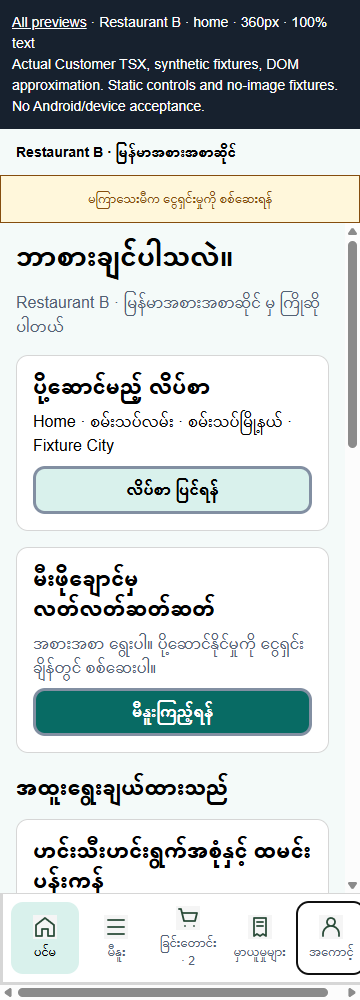 All previews · Restaurant B · home · 360px · 100%
text
Actual Customer TSX, synthetic fixtures, DOM
approximation. Static controls and no-image fixtures.
No Android/device acceptance.
Restaurant B · မြန်မာအစားအစာဆိုင်
မကြာသေးမီက ငွေရှင်းမှုကို စစ်ဆေးရန်
ဘာစားချင်ပါသလဲ။
Restaurant B · မြန်မာအစားအစာဆိုင် မှ ကြိုဆို
ပါတယ်
ပို့ဆောင်မည့် လိပ်စာ
Home · စမ်းသပ်လမ်း · စမ်းသပ်မြို့နယ် ·
Fixture City
လိပ်စာ ပြင်ရန်
မီးဖိုချောင်မှ
လတ်လတ်ဆတ်ဆတ်
အစားအစာ ရွေးပါ။ ပို့ဆောင်နိုင်မှုကို ငွေရှင်း
ချိန်တွင် စစ်ဆေးပါ။
မီနူးကြည့်ရန်
အထူးရွေးချယ်ထားသည်
ဟင်းသီးဟင်းရွက်အစုံနှင့် ထမင်း
ပန်းကန်
ပင်မ
မီနူး
ခြင်းတောင်း
· 2
မှာယူမှုများ
အကောင့်